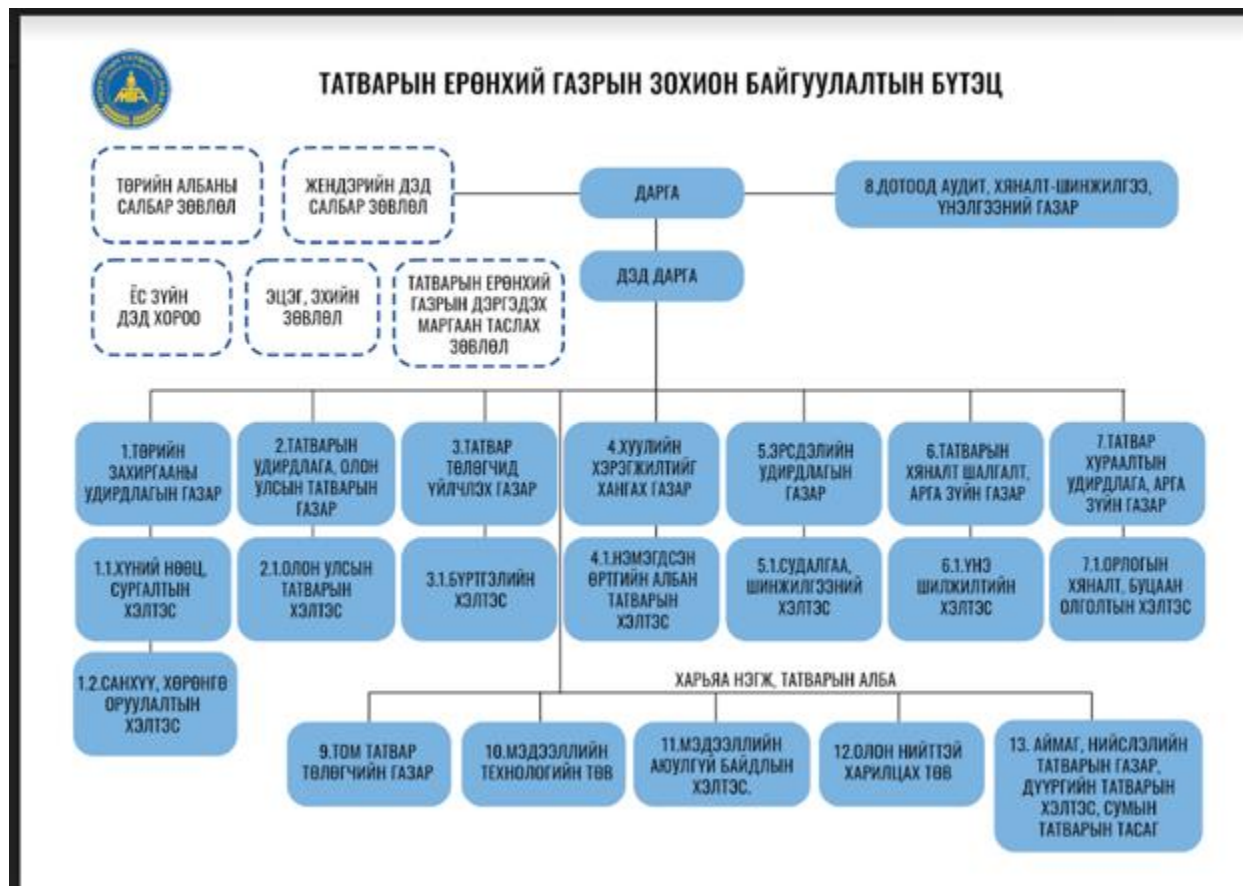 ТАТВАРЫН ЕРӨНХИЙ ГАЗРЫН ЗОХИОН БАЙГУУЛАЛТЫН БҮТЭЦ
ТӨРИЙН АЛБАНЫ
САЛБАР ЗӨВЛӨЛ
ЖЕНДЭРИЙН ДЭД
САЛБАР ЗӨВЛӨЛ
ДАРГА
8.ДОТООД АУДИТ, ХЯНАЛТ-ШИНЖИЛГЭЭ,
ҮНЭЛГЭЭНИЙ ГАЗАР
ДЭД ДАРГА
ЁС ЗҮЙН
ДЭД ХОРОО
ЭЦЭГ, ЭХИЙН
ЗӨВЛӨЛ
ТАТВАРЫН ЕРӨНХИЙ
ГАЗРЫН ДЭРГЭДЭХ
МАРГААН ТАСЛАХ
ЗӨВЛӨЛ
1.ТӨРИЙН
ЗАХИРГААНЫ
УДИРДЛАГЫН ГАЗАР
2.ТАТВАРЫН
УДИРДЛАГА, ОЛОН
УЛСЫН ТАТВАРЫН
ГАЗАР
3.ТАТВАР
ТӨЛӨГЧИД
ҮЙЛЧЛЭХ ГАЗАР
4.ХУУЛИЙН
ХЭРЭГЖИЛТИЙГ
ХАНГАХ ГАЗАР
5.ЭРСДЭЛИЙН
УДИРДЛАГЫН
ГАЗАР
6.ТАТВАРЫН
ХЯНАЛТ ШАЛГАЛТ,
АРГА ЗҮЙН ГАЗАР
7.ТАТВАР
ХУРААЛТЫН
УДИРДЛАГА, АРГА
ЗҮЙН ГАЗАР
1.1.ХҮНИЙ НӨӨЦ,
СУРГАЛТЫН
ХЭЛТЭС
2.1.ОЛОН УЛСЫН
ТАТВАРЫН
ХЭЛТЭС
3.1.БҮРТГЭЛИЙН
ХЭЛТЭС
4.1.НЭМЭГДСЭН
ӨРТГИЙН АЛБАН
ТАТВАРЫН
ХЭЛТЭС
5.1.СУДАЛГАА,
ШИНЖИЛГЭЭНИЙ
ХЭЛТЭС
6.1.ҮНЭ
ШИЛЖИЛТИЙН
ХЭЛТЭС
7.1.ОРЛОГЫН
ХЯНАЛТ, БУЦААН
ОЛГОЛТЫН ХЭЛТЭС
1.2.САНХҮҮ, ХӨРӨНГӨ
ОРУУЛАЛТЫН
ХЭЛТЭС
ХАРЬЯА НЭГЖ, ТАТВАРЫН АЛБА
9.ТОМ ТАТВАР
ТӨЛӨГЧИЙН ГАЗАР
10.МЭДЭЭЛЛИЙН
ТЕХНОЛОГИЙН ТӨВ
11.МЭДЭЭЛЛИЙН
АЮУЛГҮЙ БАЙДЛЫН
ХЭЛТЭС.
12.ОЛОН НИЙТТЭЙ
ХАРИЛЦАХ ТӨВ
13. АЙМАГ, НИЙСЛЭЛИЙН
ТАТВАРЫН ГАЗАР,
ДҮҮРГИЙН ТАТВАРЫН
ХЭЛТЭС, СУМЫН
ТАТВАРЫН ТАСАГ